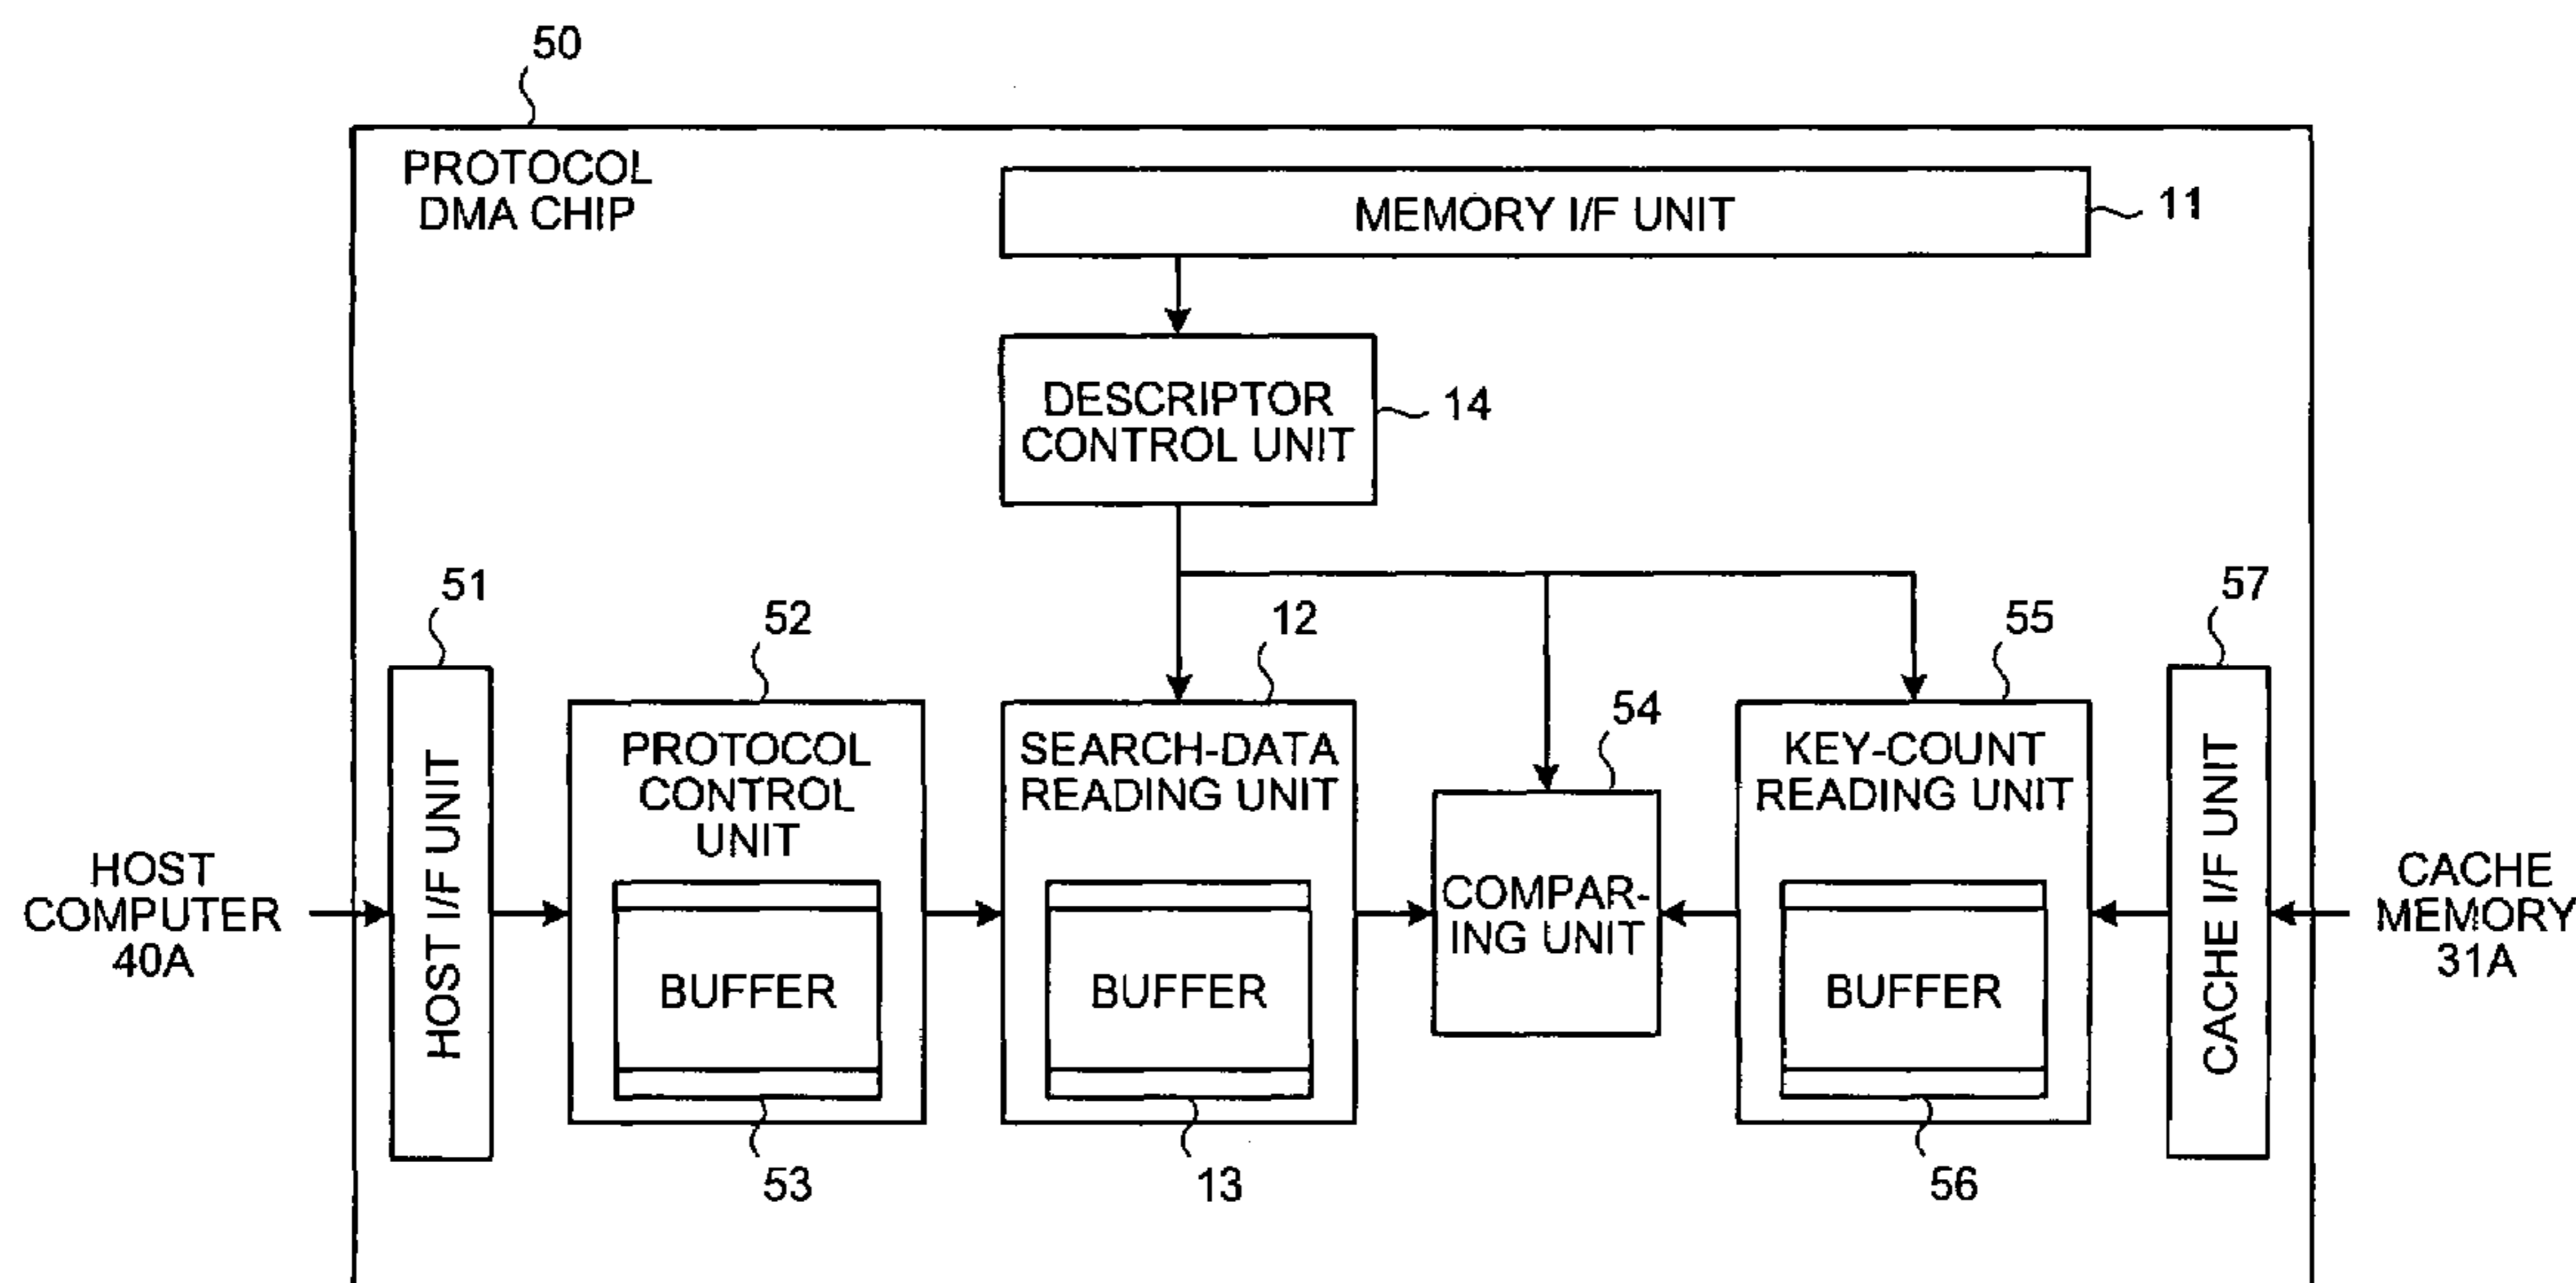 50
PROTOCOL
DMA CHIP
MEMORY I/F UNIT
11
DESCRIPTOR
CONTROL UNIT
14
51
52
12
55
57
54
HOST I/F UNIT
PROTOCOL
CONTROL
UNIT
SEARCH-DATA
READING UNIT
KEY-COUNT
READING UNIT
CACHE I/F UNIT
HOST
COMPUTER
40A
COMPAR-
ING UNIT
CACHE
MEMORY
31A
BUFFER
BUFFER
BUFFER
53
13
56